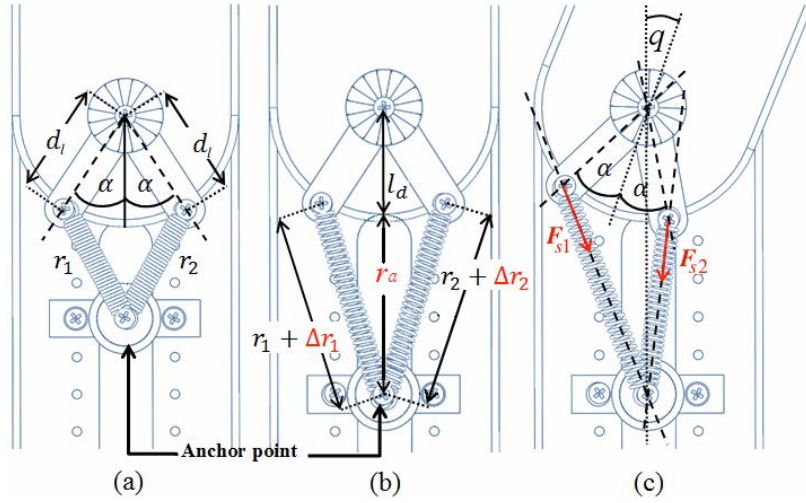 q
d_l
d_l
α
α
l_d
α
α
r_1
r_2
r_a
F_s1
F_s2
r_2 + Δr_2
r_1 + Δr_1
Anchor point
(a)
(b)
(c)